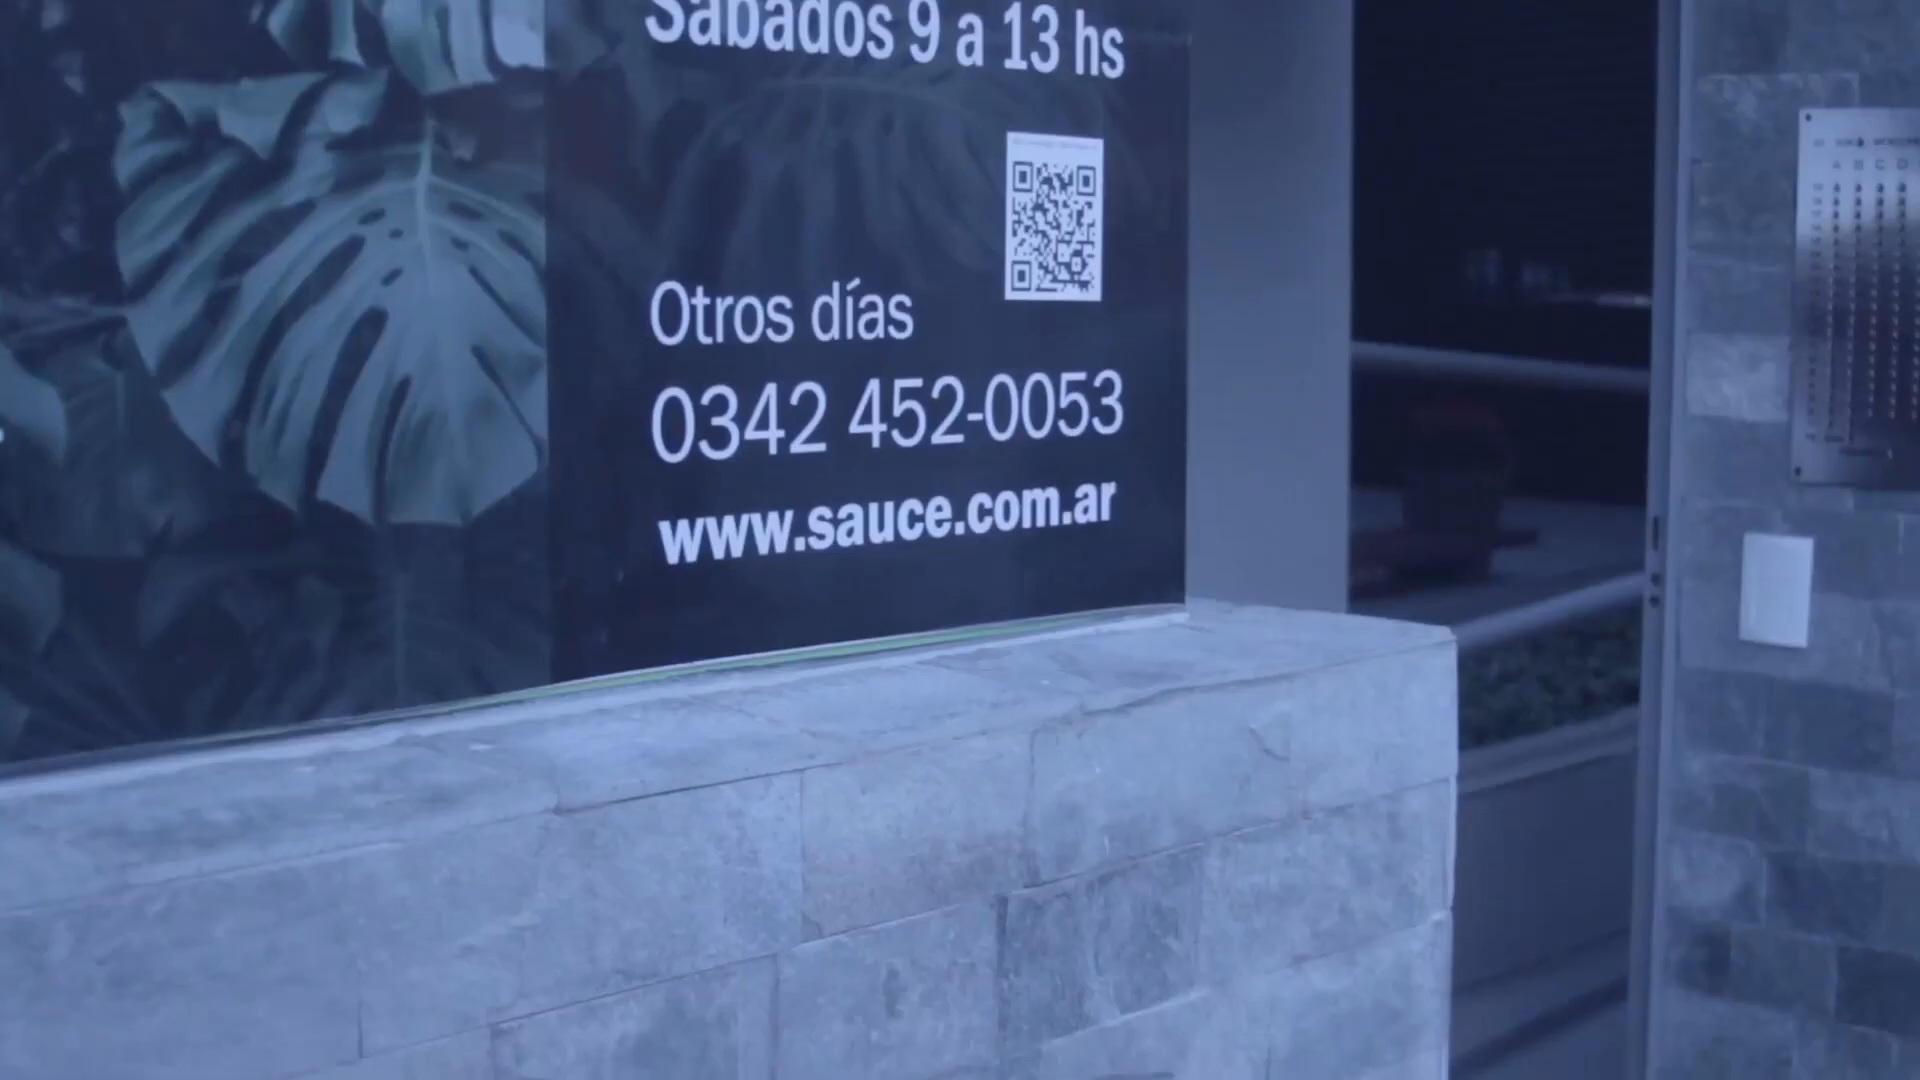 Sábados 9 a 13 hs
Otros días
0342 452-0053
www.sauce.com.ar
A B C D